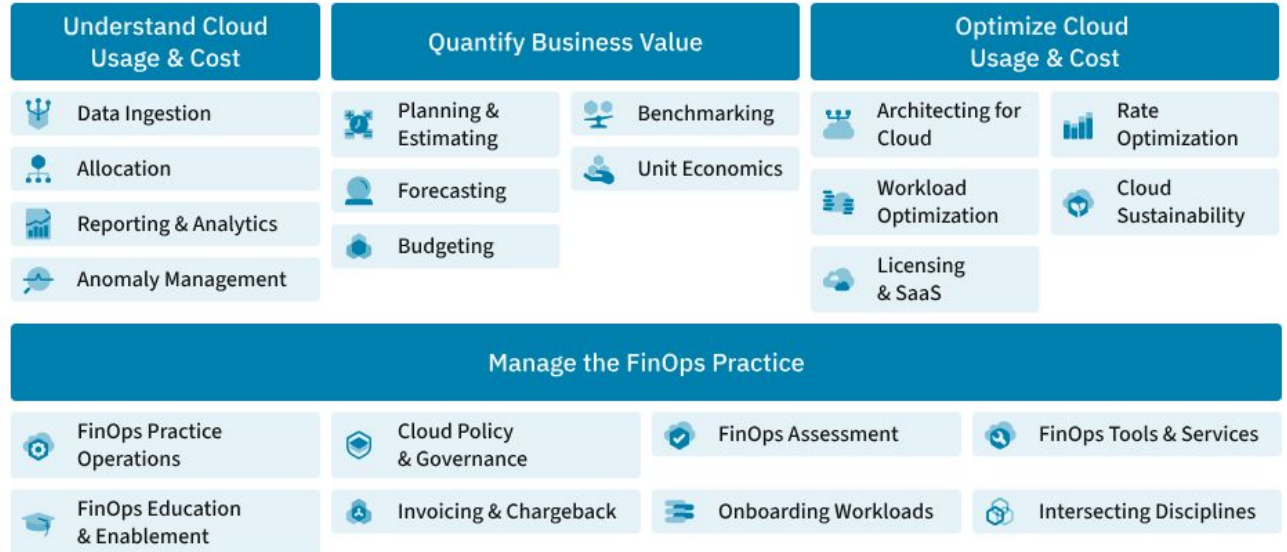 Understand Cloud
Usage & Cost
Data Ingestion
Allocation
Reporting & Analytics
Anomaly Management
Quantify Business Value
Planning &
Estimating
Forecasting
Budgeting
Benchmarking
Unit Economics
Optimize Cloud
Usage & Cost
Architecting for
Cloud
Workload
Optimization
Licensing
& SaaS
Rate
Optimization
Cloud
Sustainability
Manage the FinOps Practice
FinOps Practice
Operations
Cloud Policy
& Governance
FinOps Assessment
FinOps Tools & Services
FinOps Education
& Enablement
Invoicing & Chargeback
Onboarding Workloads
Intersecting Disciplines